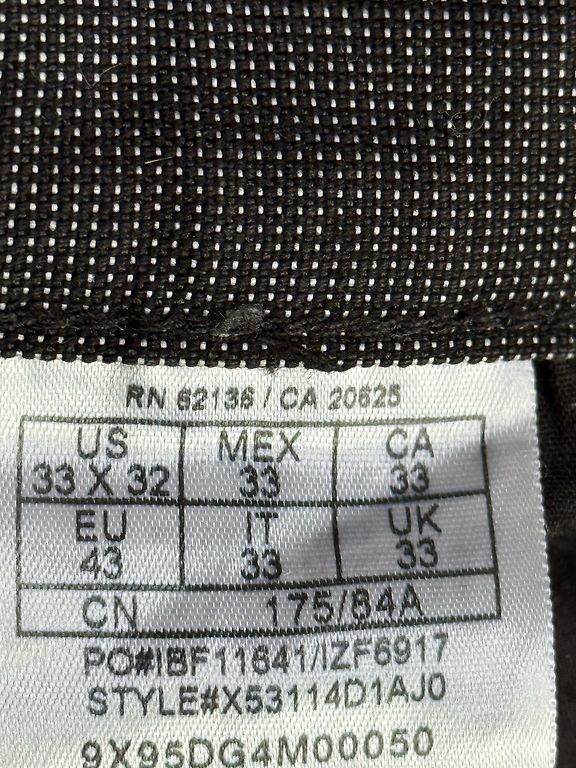 RN 62136 / CA 20625
US MEX CA
33 X 32 33 33
EU IT UK
43 33 33
CN 175/84A
PO#IBF11641/IZF6917
STYLE#X53114D1AJ0
9X95DG4M00050